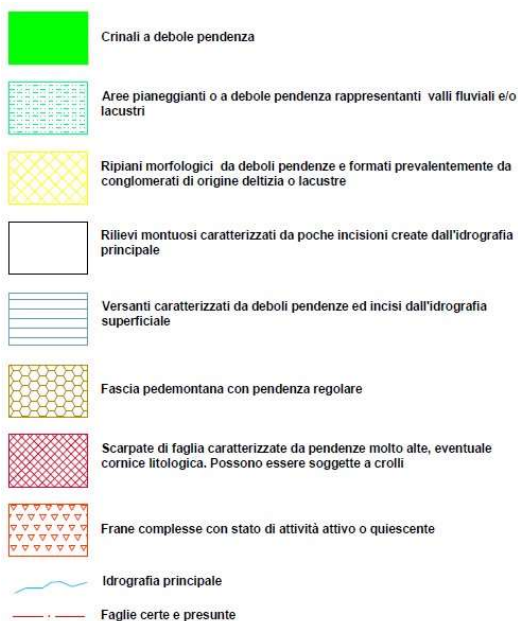 Crinali a debole pendenza
Aree pianeggianti o a debole pendenza rappresentanti valli fluviali e/o
lacustri
Ripiani morfologici da deboli pendenze e formati prevalentemente da
conglomerati di origine deltizia o lacustre
Rilievi montuosi caratterizzati da poche incisioni create dall'idrografia
principale
Versanti caratterizzati da deboli pendenze ed incisi dall'idrografia
superficiale
Fascia pedemontana con pendenza regolare
Scarpate di faglia caratterizzate da pendenze molto alte, eventuale
cornice litologica. Possono essere soggette a crolli
Frane complesse con stato di attività attivo o quiescente
Idrografia principale
Faglie certe e presunte